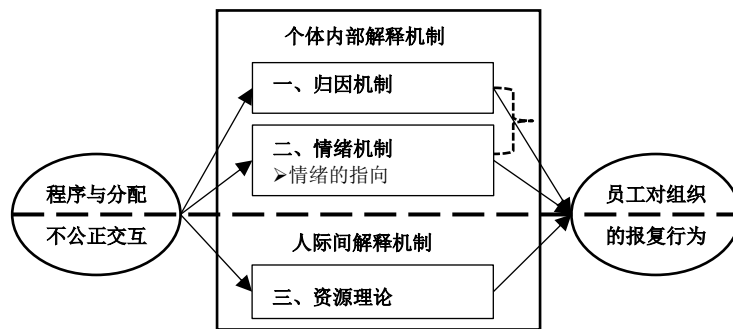 个体内部解释机制
一、归因机制
二、情绪机制
➢情绪的指向
程序与分配
不公正交互
员工对组织
的报复行为
人际间解释机制
三、资源理论